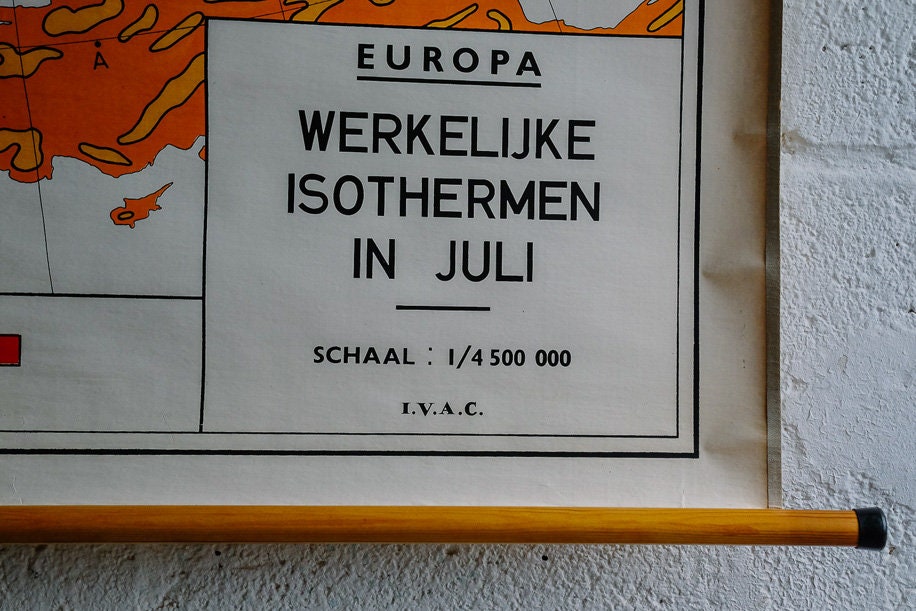 A
EUROPA
WERKELIJKE
ISOTHERMEN
IN JULI
SCHAAL : 1/4 500 000
I.V.A.C.